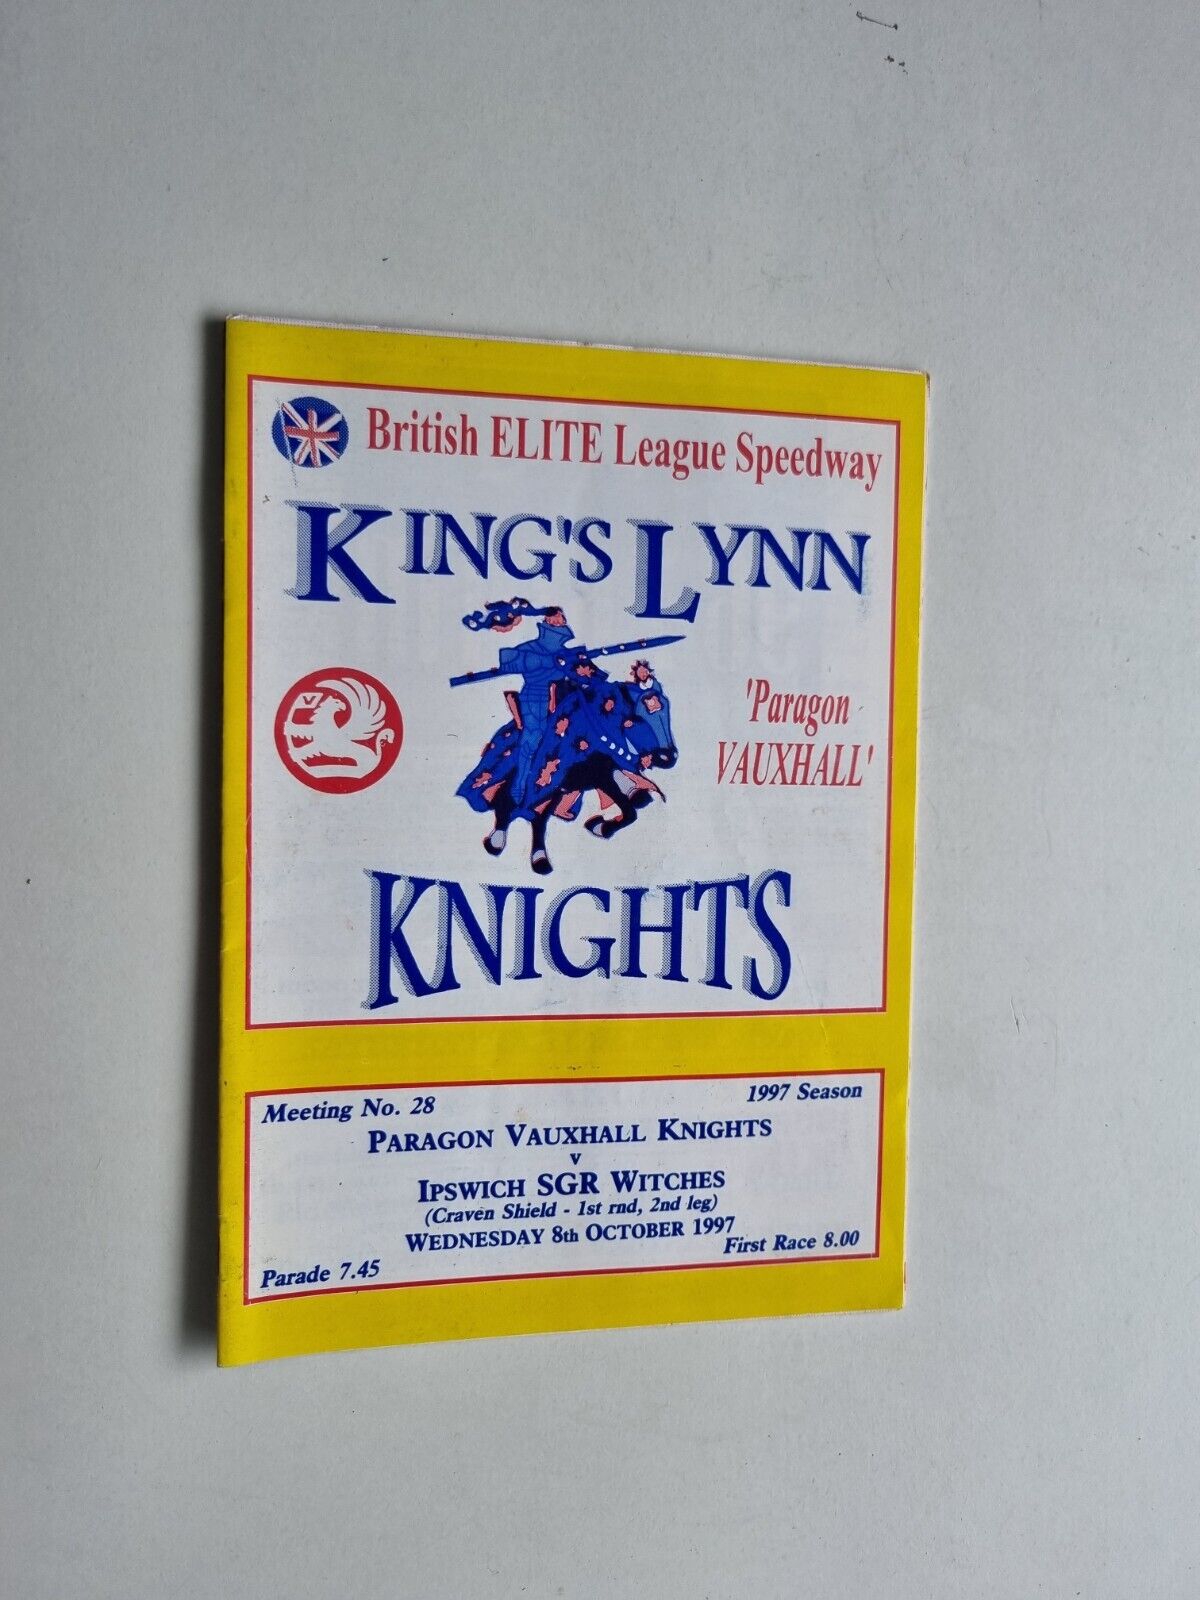 British ELITE League Speedway
KING'S LYNN
'Paragon
VAUXHALL'
KNIGHTS
Meeting No. 28
1997 Season
PARAGON VAUXHALL KNIGHTS
v
IPSWICH SGR WITCHES
(Craven Shield - 1st rnd, 2nd leg)
WEDNESDAY 8th OCTOBER 1997
Parade 7.45
First Race 8.00